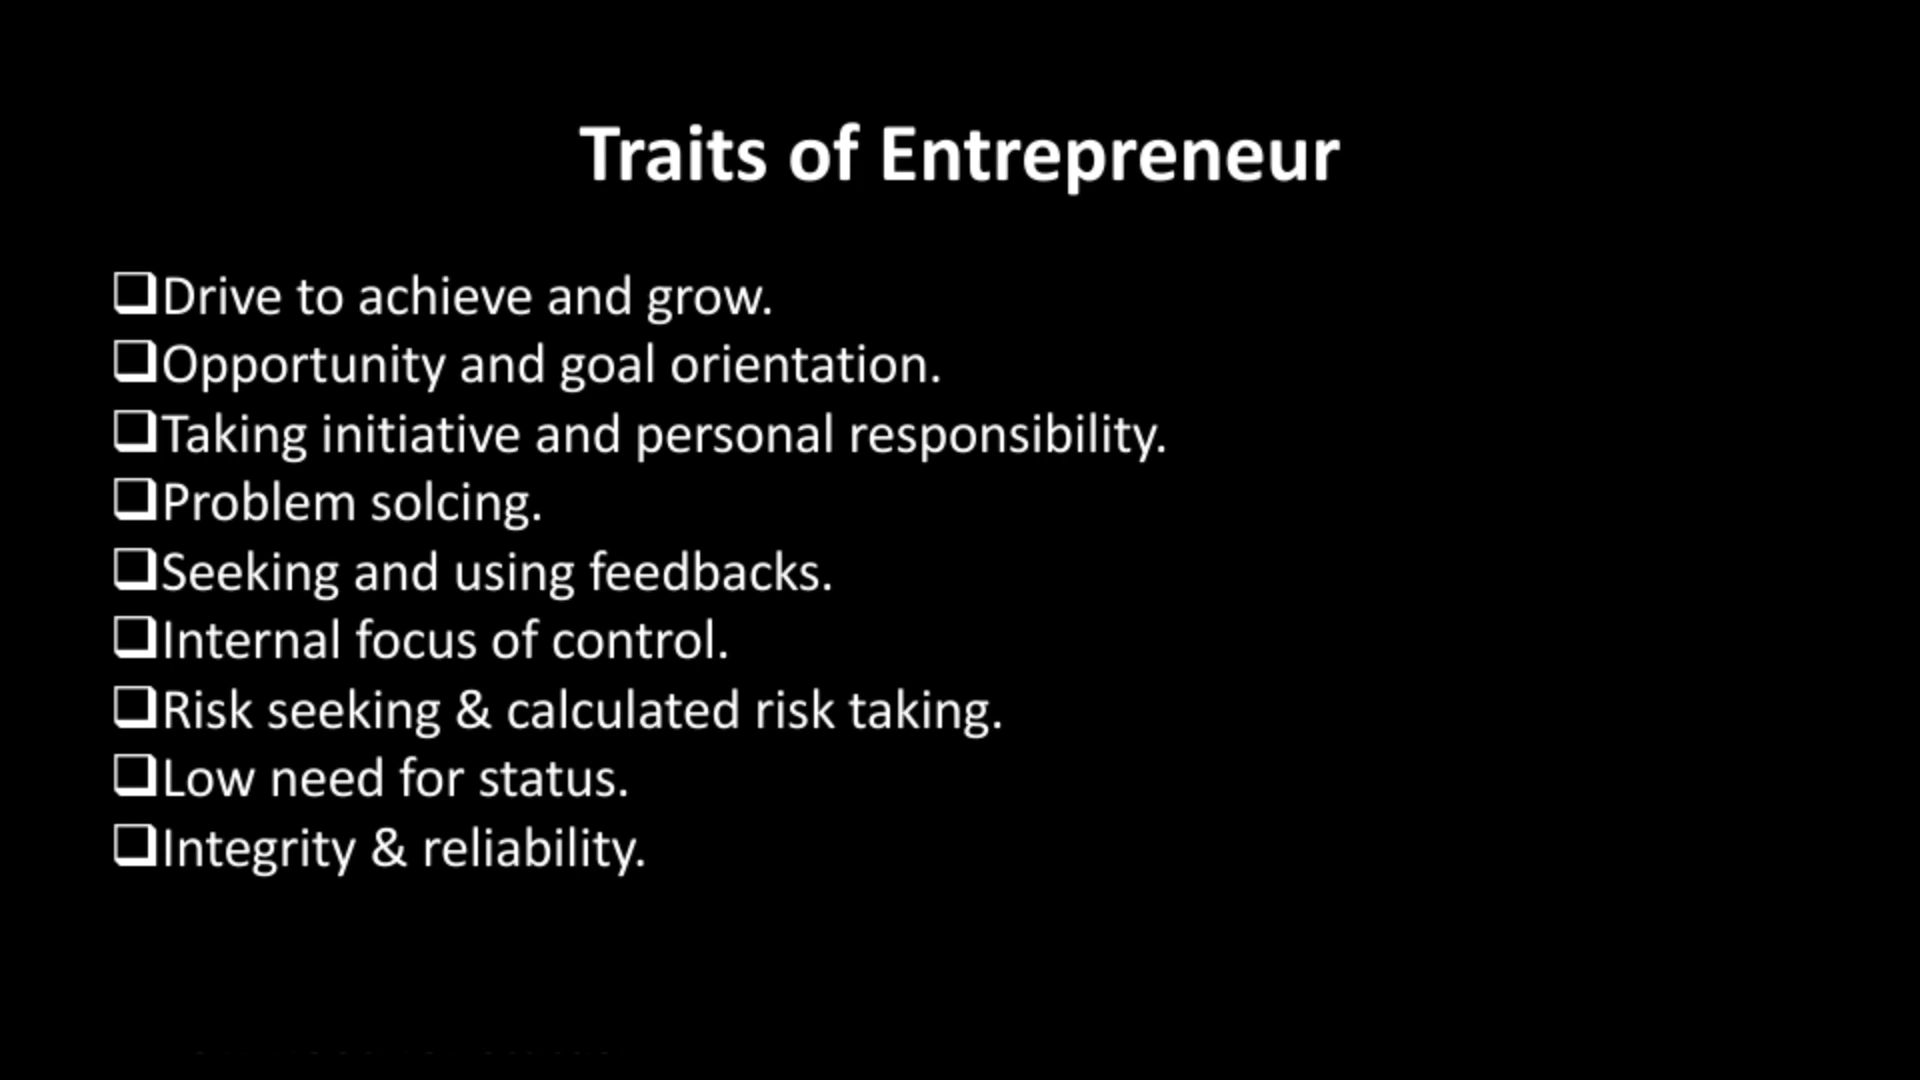 Traits of Entrepreneur
❑Drive to achieve and grow.
❑Opportunity and goal orientation.
❑Taking initiative and personal responsibility.
❑Problem solcing.
❑Seeking and using feedbacks.
❑Internal focus of control.
❑Risk seeking & calculated risk taking.
❑Low need for status.
❑Integrity & reliability.